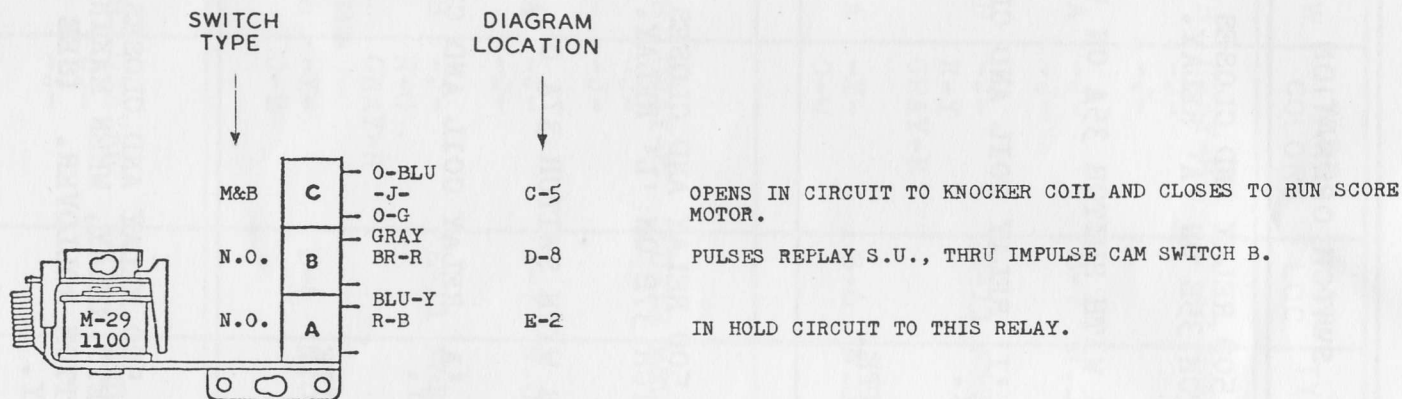 SWITCH
TYPE
DIAGRAM
LOCATION
O-BLU
M&B C -J- C-5 OPENS IN CIRCUIT TO KNOCKER COIL AND CLOSES TO RUN SCORE
O-G MOTOR.
GRAY
N.O. B BR-R D-8 PULSES REPLAY S.U., THRU IMPULSE CAM SWITCH B.
BLU-Y
N.O. A R-B E-2 IN HOLD CIRCUIT TO THIS RELAY.
M-29
1100